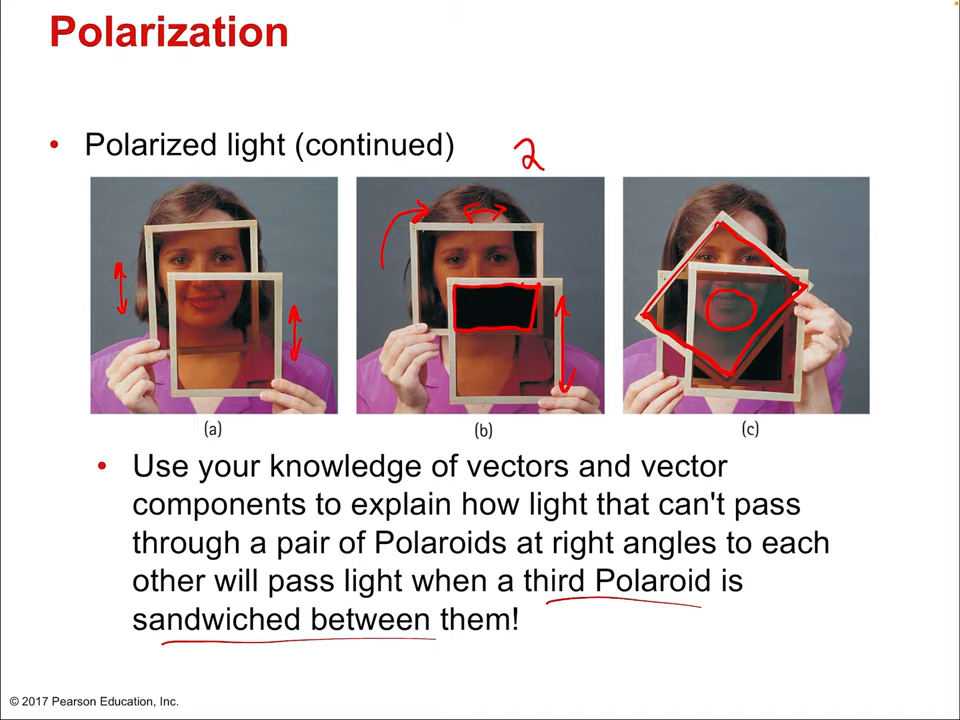 Polarization
• Polarized light (continued)
2
(a)
(b)
(c)
• Use your knowledge of vectors and vector
components to explain how light that can't pass
through a pair of Polaroids at right angles to each
other will pass light when a third Polaroid is
sandwiched between them!
© 2017 Pearson Education, Inc.